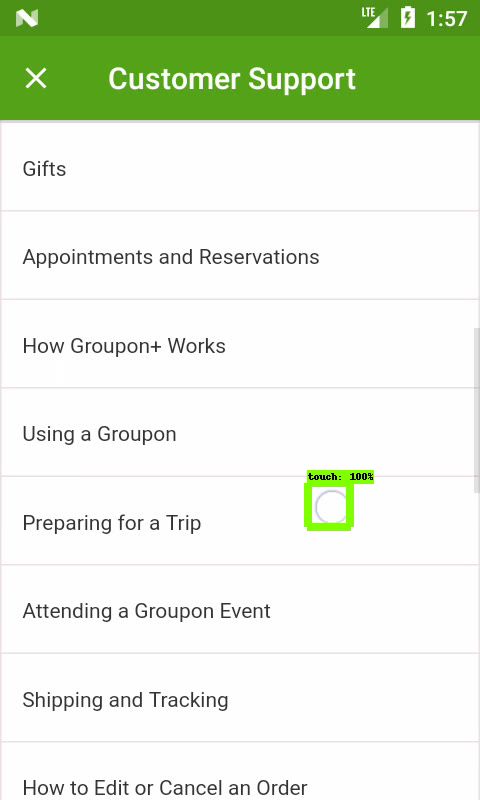 LTE 1:57
Customer Support
Gifts
Appointments and Reservations
How Groupon+ Works
Using a Groupon
touch: 100%
Preparing for a Trip
Attending a Groupon Event
Shipping and Tracking
How to Edit or Cancel an Order